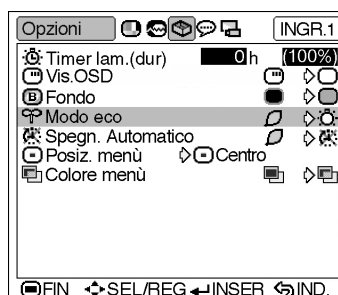 Opzioni INGR.1
Timer lam.(dur) 0 h (100%)
Vis.OSD
B Fondo
Modo eco
Spegn. Automatico
Posiz. menù Centro
Colore menù
FIN SEL/REG INSER IND.